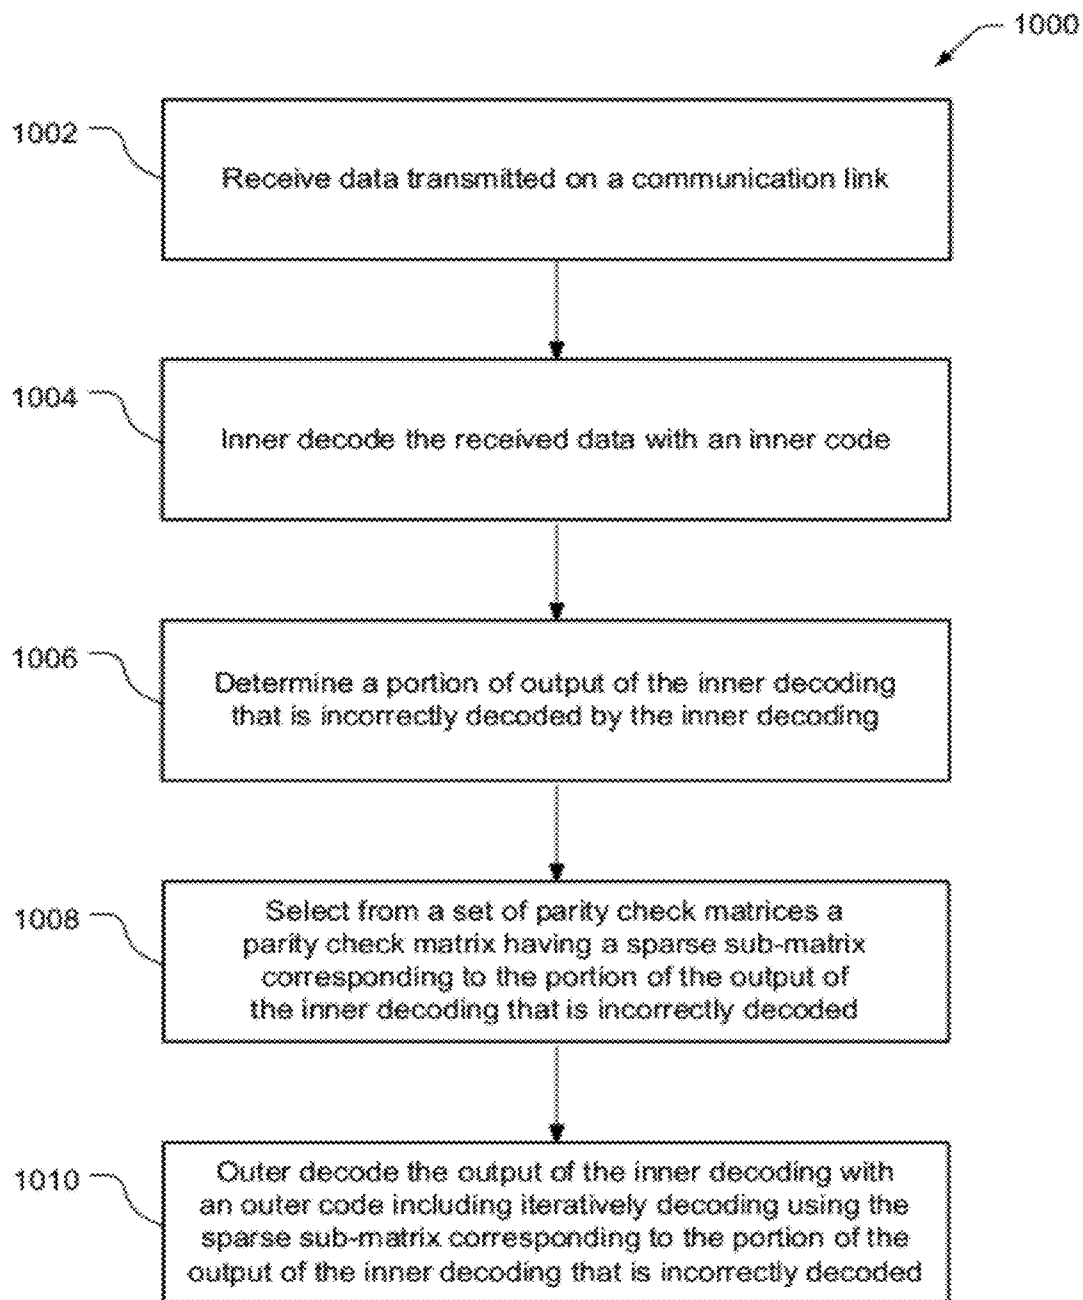 1000
1002
Receive data transmitted on a communication link
1004
Inner decode the received data with an inner code
1006
Determine a portion of output of the inner decoding
that is incorrectly decoded by the inner decoding
1008
Select from a set of parity check matrices a
parity check matrix having a sparse sub-matrix
corresponding to the portion of the output of
the inner decoding that is incorrectly decoded
1010
Outer decode the output of the inner decoding with
an outer code including iteratively decoding using the
sparse sub-matrix corresponding to the portion of the
output of the inner decoding that is incorrectly decoded